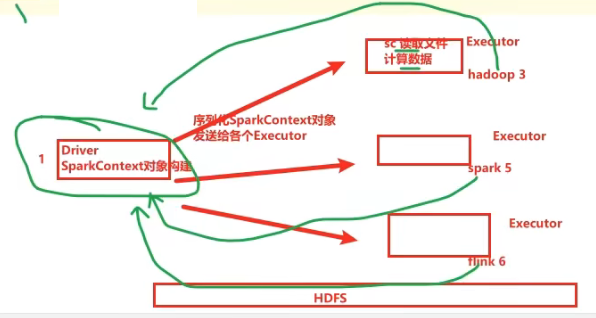 sc 读取文件
计算数据
Executor
hadoop 3
序列化SparkContext对象
发送给各个Executor
1
Driver
SparkContext对象构建
Executor
spark 5
Executor
flink 6
HDFS